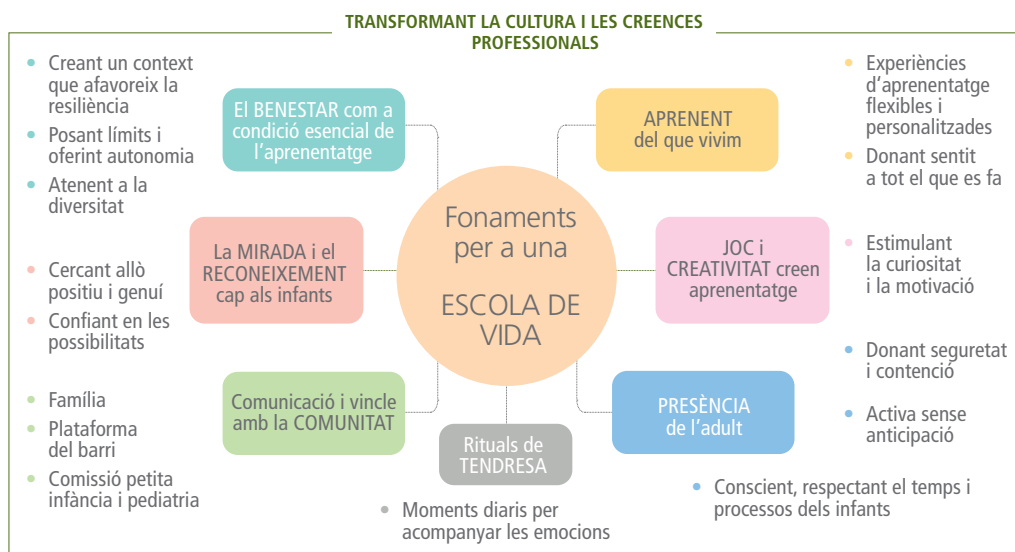 TRANSFORMANT LA CULTURA I LES CREENCES
PROFESSIONALS
• Creant un context
que afavoreix la
resiliència
• Posant límits i
oferint autonomia
• Atenent a la
diversitat
El BENESTAR com a
condició esencial de
l'aprenentatge
APRENENT
del que vivim
• Experiències
d'aprenentatge
flexibles i
personalitzades
• Donant sentit
a tot el que es fa
• Cercant allò
positiu i genuí
• Confiant en les
possibilitats
La MIRADA i el
RECONEIXEMENT
cap als infants
Fonaments
per a una
ESCOLA DE
VIDA
JOC i
CREATIVITAT creen
aprenentatge
• Estimulant
la curiositat
i la motivació
• Família
• Plataforma
del barri
• Comissió petita
infància i pediatria
Comunicació i vincle
amb la COMUNITAT
Rituals de
TENDRESA
• Moments diaris per
acompanyar les emocions
PRESÈNCIA
de l'adult
• Donant seguretat
i contenció
• Activa sense
anticipació
• Conscient, respectant el temps i
processos dels infants